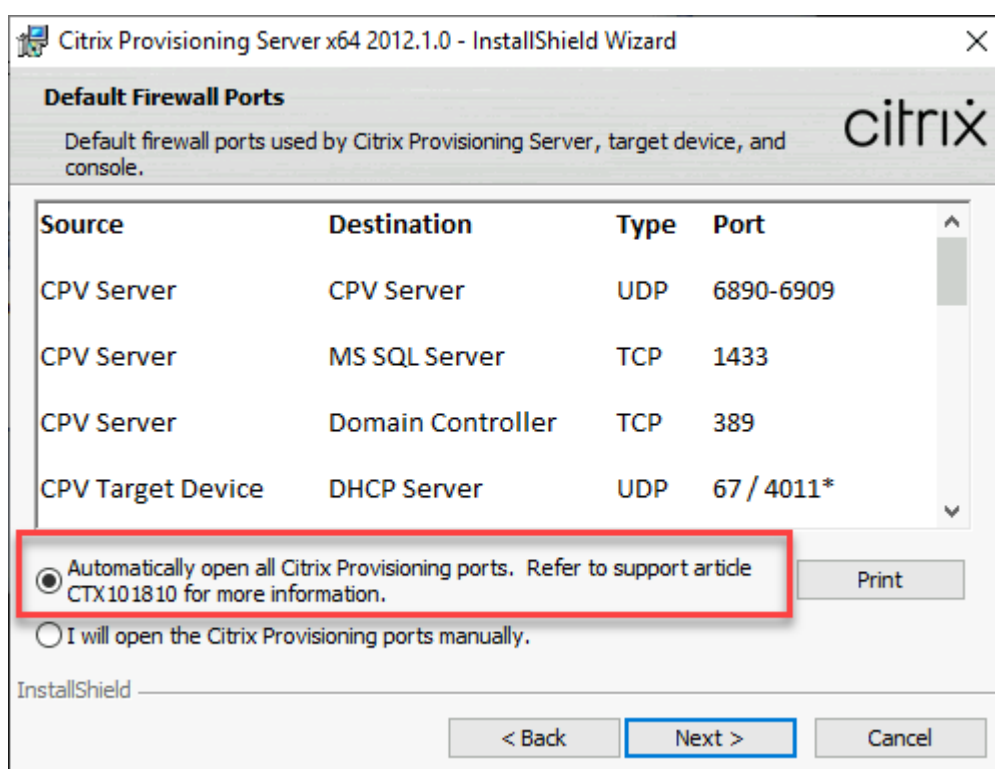 Citrix Provisioning Server x64 2012.1.0 - InstallShield Wizard
Default Firewall Ports
Default firewall ports used by Citrix Provisioning Server, target device, and
console.
citrix
Source Destination Type Port
CPV Server CPV Server UDP 6890-6909
CPV Server MS SQL Server TCP 1433
CPV Server Domain Controller TCP 389
CPV Target Device DHCP Server UDP 67 / 4011*
Automatically open all Citrix Provisioning ports. Refer to support article
CTX101810 for more information.
Print
I will open the Citrix Provisioning ports manually.
InstallShield
< Back Next > Cancel